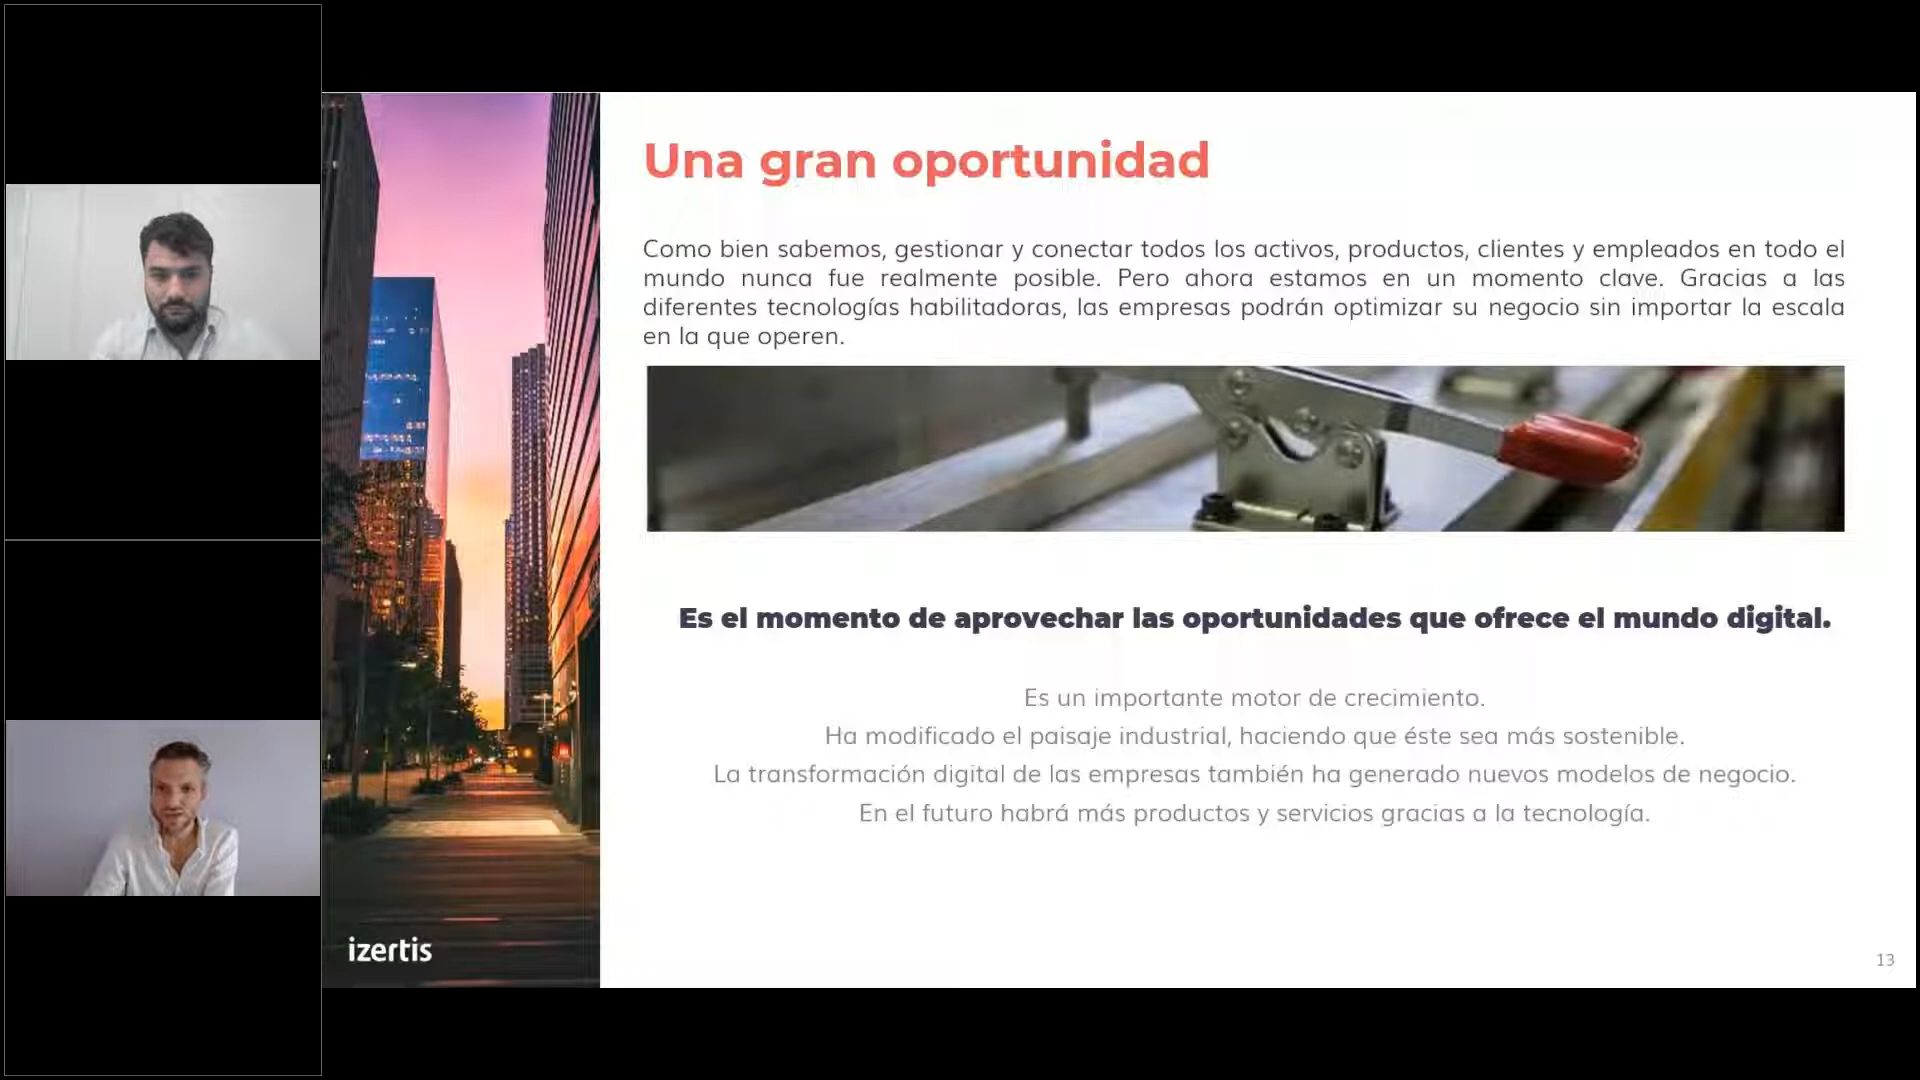 Una gran oportunidad
Como bien sabemos, gestionar y conectar todos los activos, productos, clientes y empleados en todo el
mundo nunca fue realmente posible. Pero ahora estamos en un momento clave. Gracias a las
diferentes tecnologías habilitadoras, las empresas podrán optimizar su negocio sin importar la escala
en la que operen.
Es el momento de aprovechar las oportunidades que ofrece el mundo digital.
Es un importante motor de crecimiento.
Ha modificado el paisaje industrial, haciendo que éste sea más sostenible.
La transformación digital de las empresas también ha generado nuevos modelos de negocio.
En el futuro habrá más productos y servicios gracias a la tecnología.
izertis
13